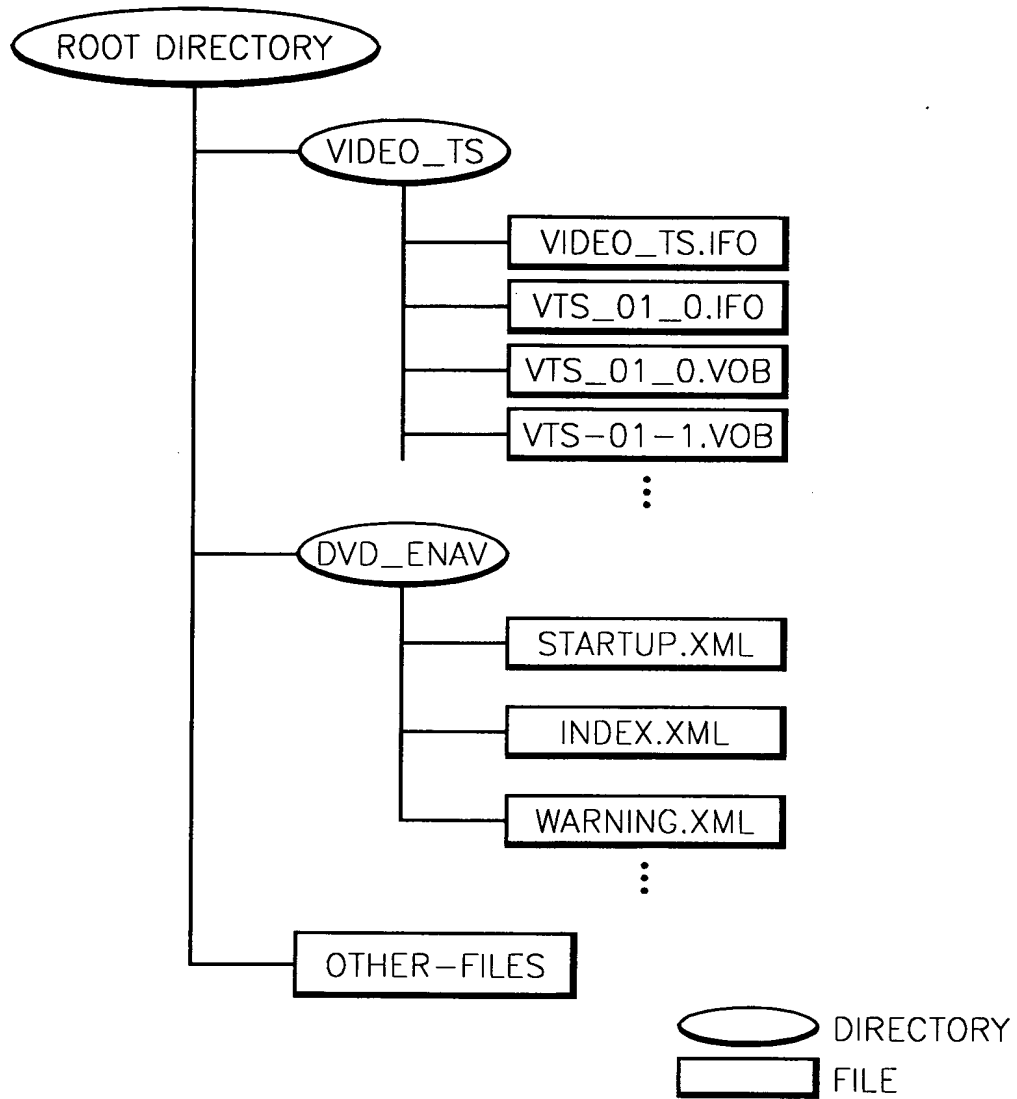 ROOT DIRECTORY
VIDEO_TS
VIDEO_TS.IFO
VTS_01_0.IFO
VTS_01_0.VOB
VTS-01-1.VOB
DVD_ENAV
STARTUP.XML
INDEX.XML
WARNING.XML
OTHER-FILES
DIRECTORY
FILE